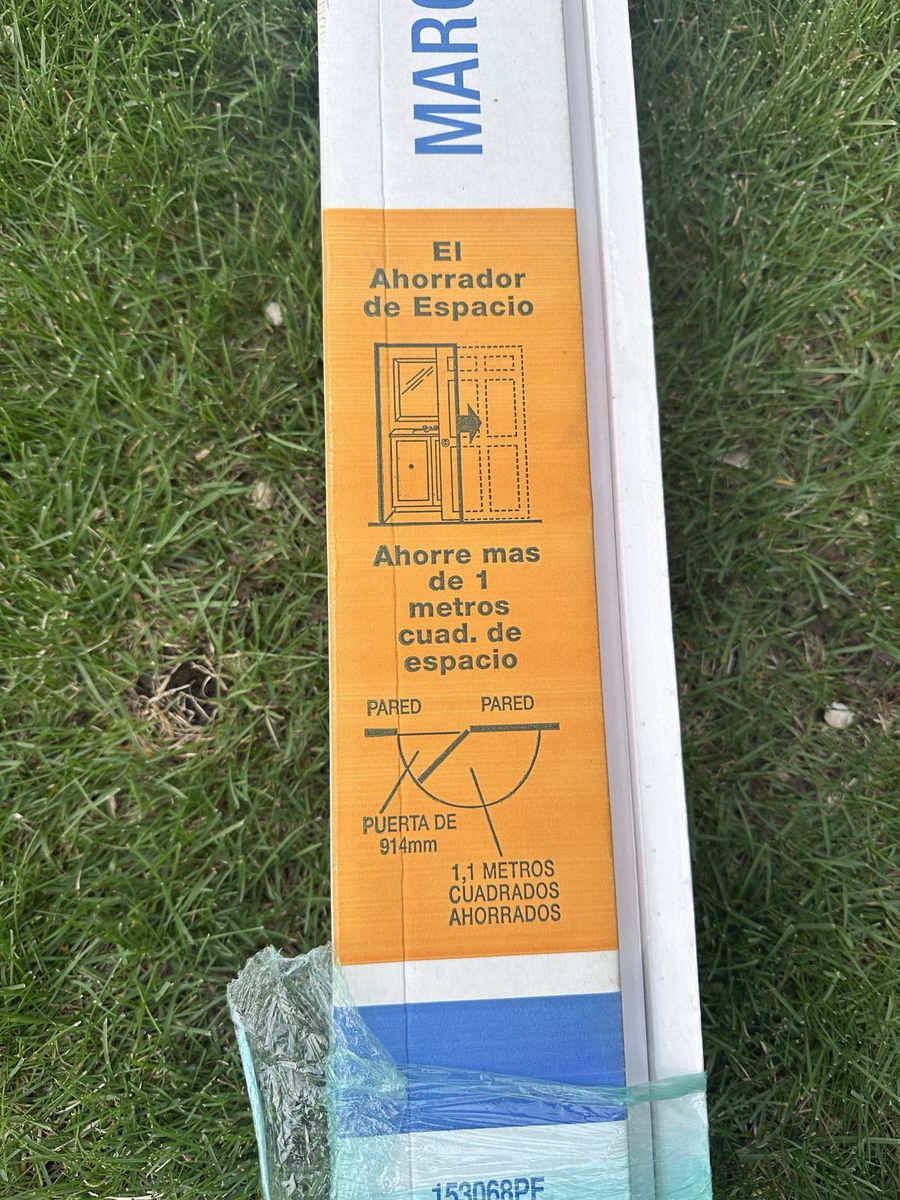 El
Ahorrador
de Espacio
Ahorre mas
de 1
metros
cuad. de
espacio
PARED PARED
PUERTA DE
914mm
1,1 METROS
CUADRADOS
AHORRADOS
153068PF